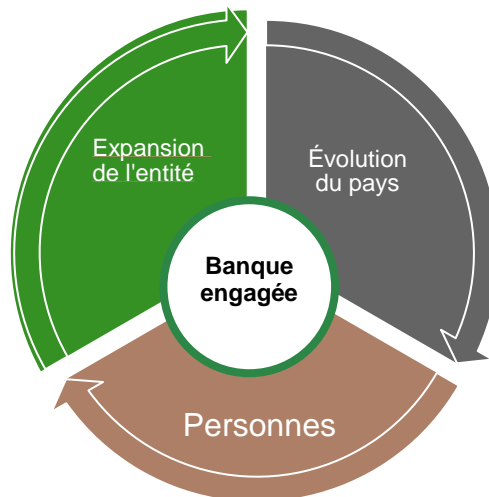 Expansion
de l'entité
Évolution
du pays
Banque
engagée
Personnes